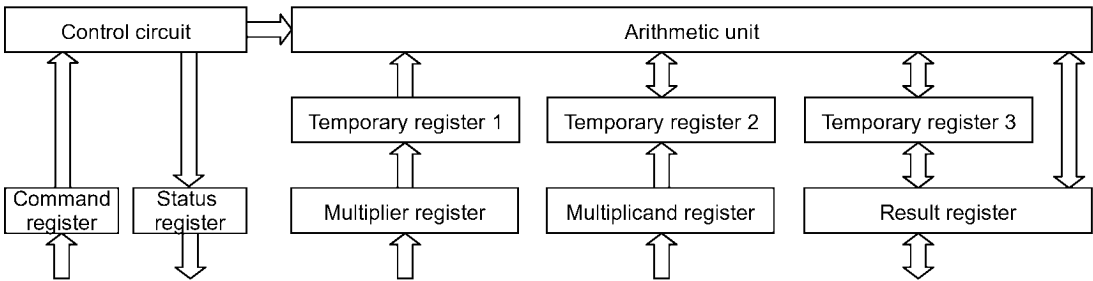 Control circuit
Arithmetic unit
Temporary register 1
Temporary register 2
Temporary register 3
Command
register
Status
register
Multiplier register
Multiplicand register
Result register